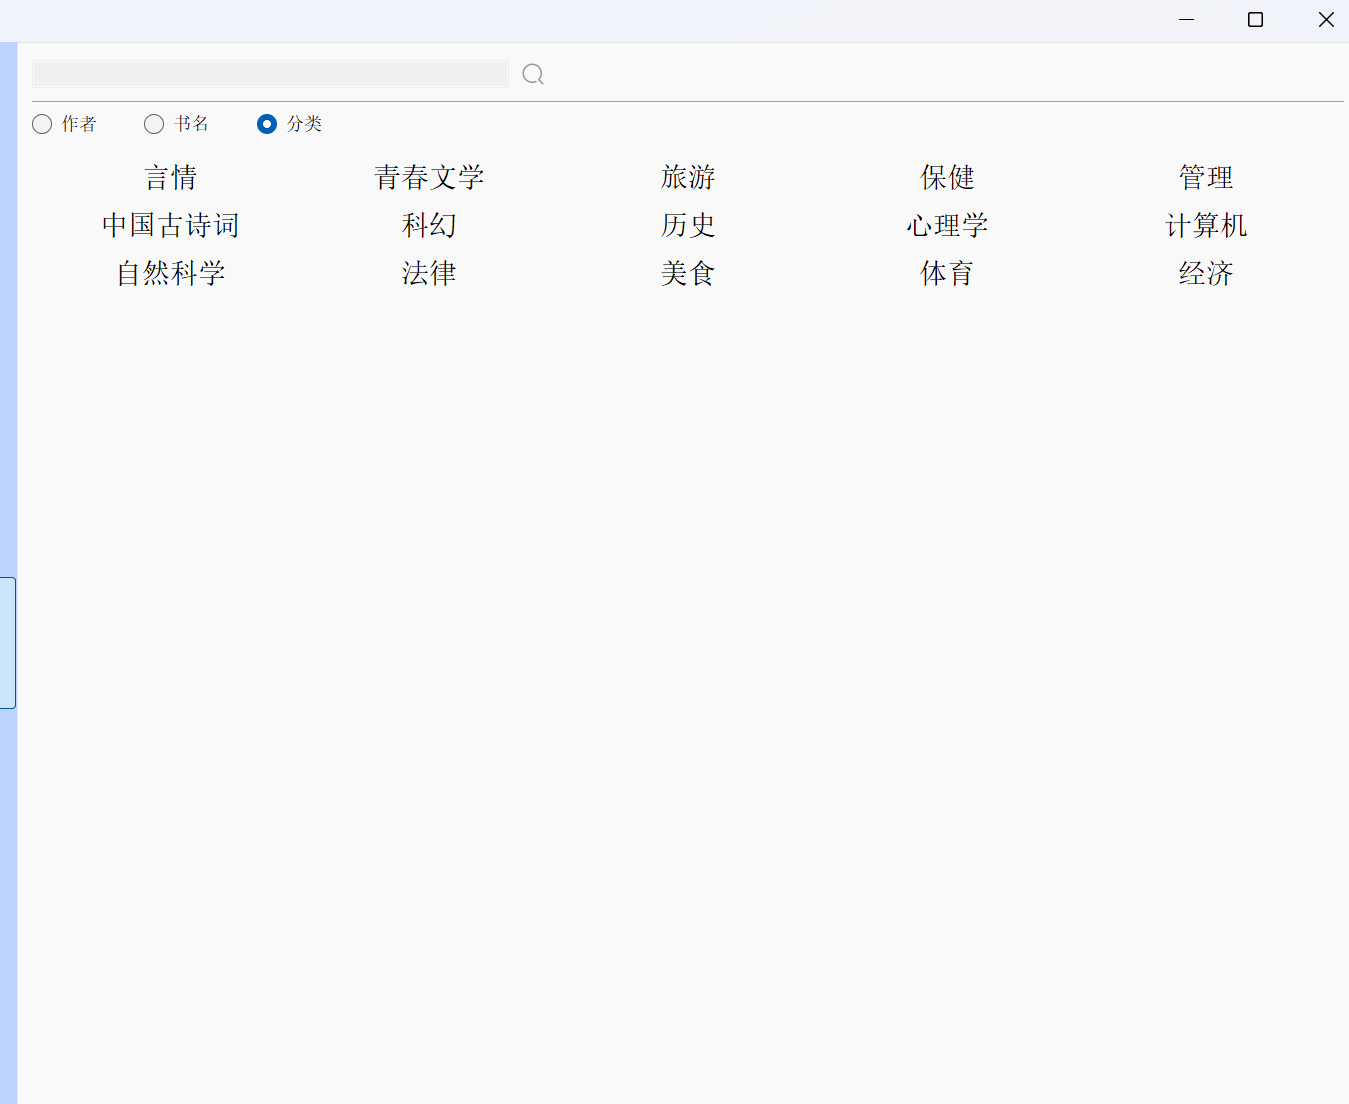 作者 书名 分类
言情 青春文学 旅游 保健 管理
中国古诗词 科幻 历史 心理学 计算机
自然科学 法律 美食 体育 经济